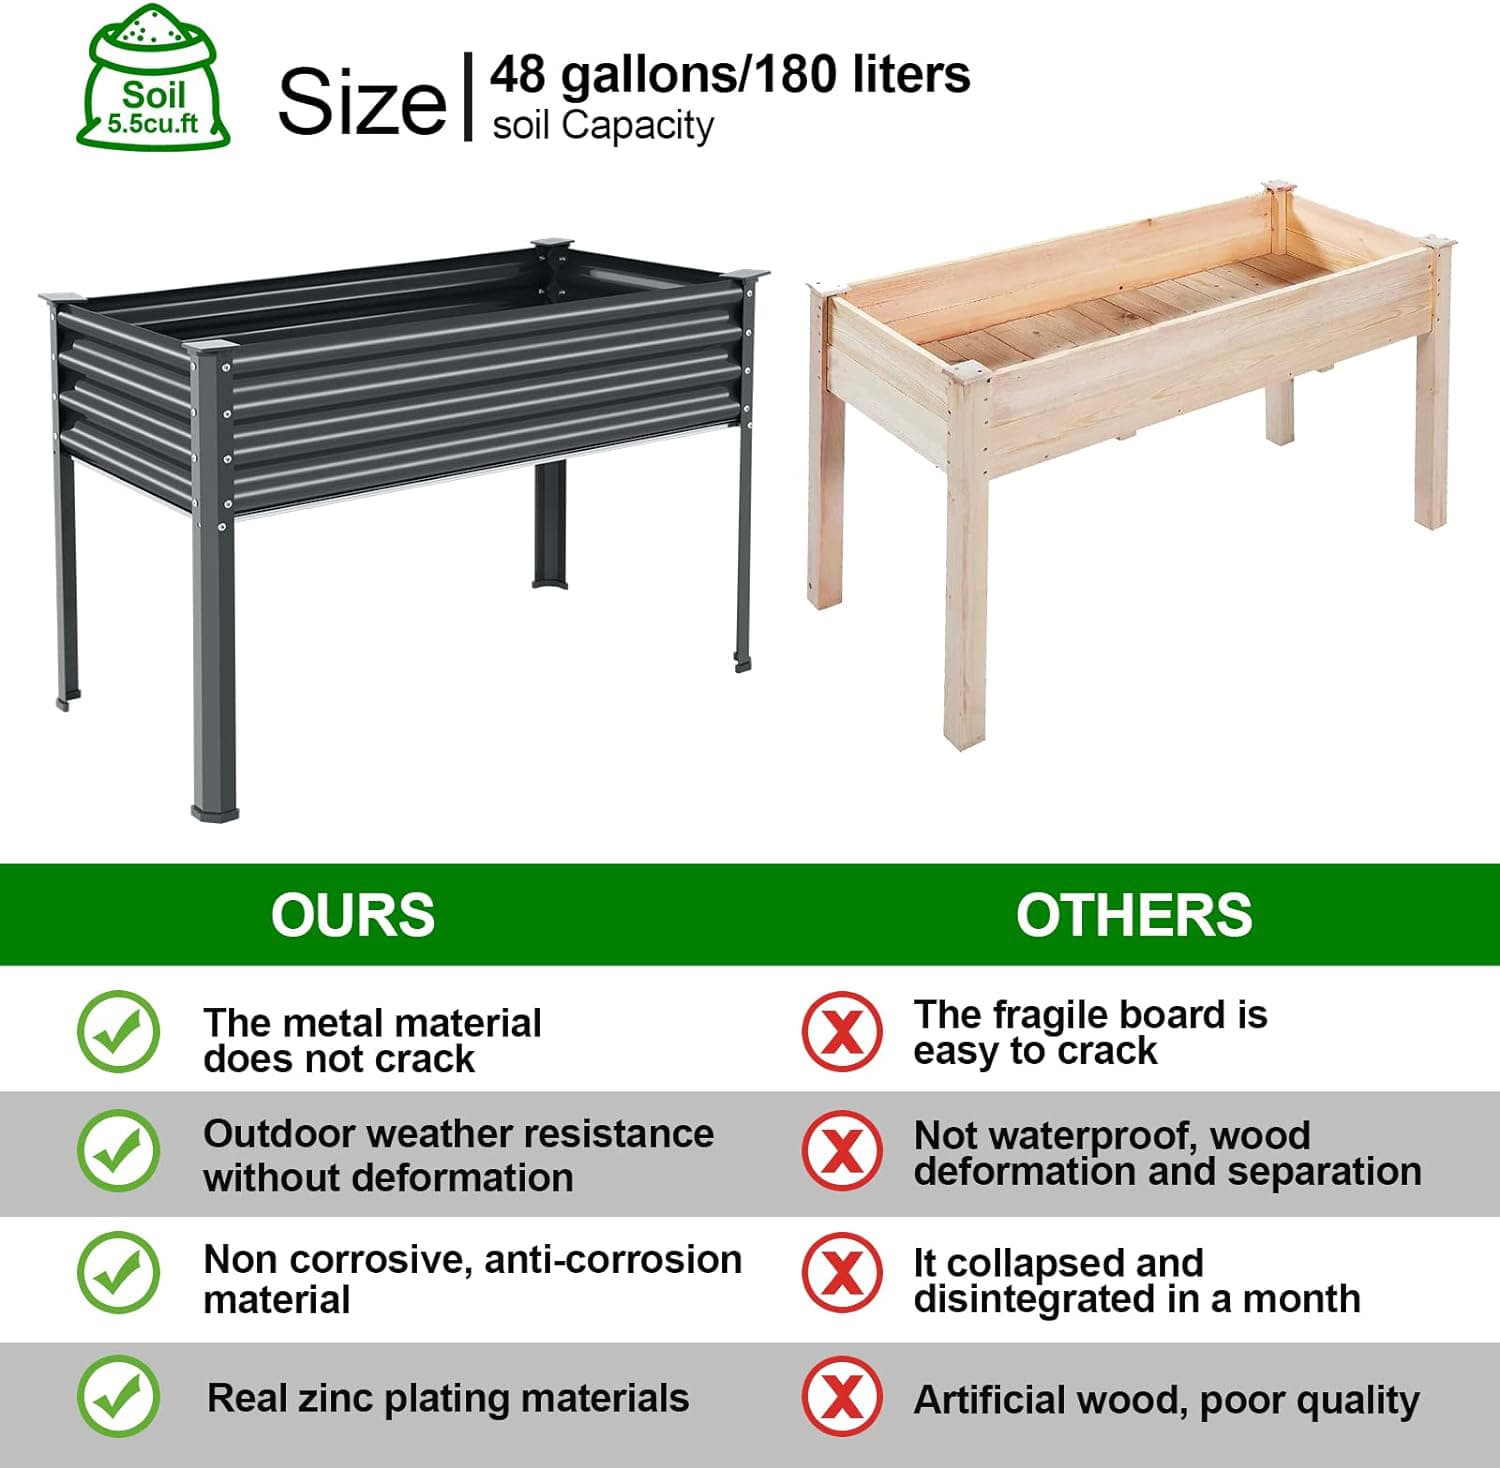 Soil
5.5cu.ft
Size
48 gallons/180 liters
soil Capacity
OURS
OTHERS
The metal material
does not crack
The fragile board is
easy to crack
Outdoor weather resistance
without deformation
Not waterproof, wood
deformation and separation
Non corrosive, anti-corrosion
material
It collapsed and
disintegrated in a month
Real zinc plating materials
Artificial wood, poor quality